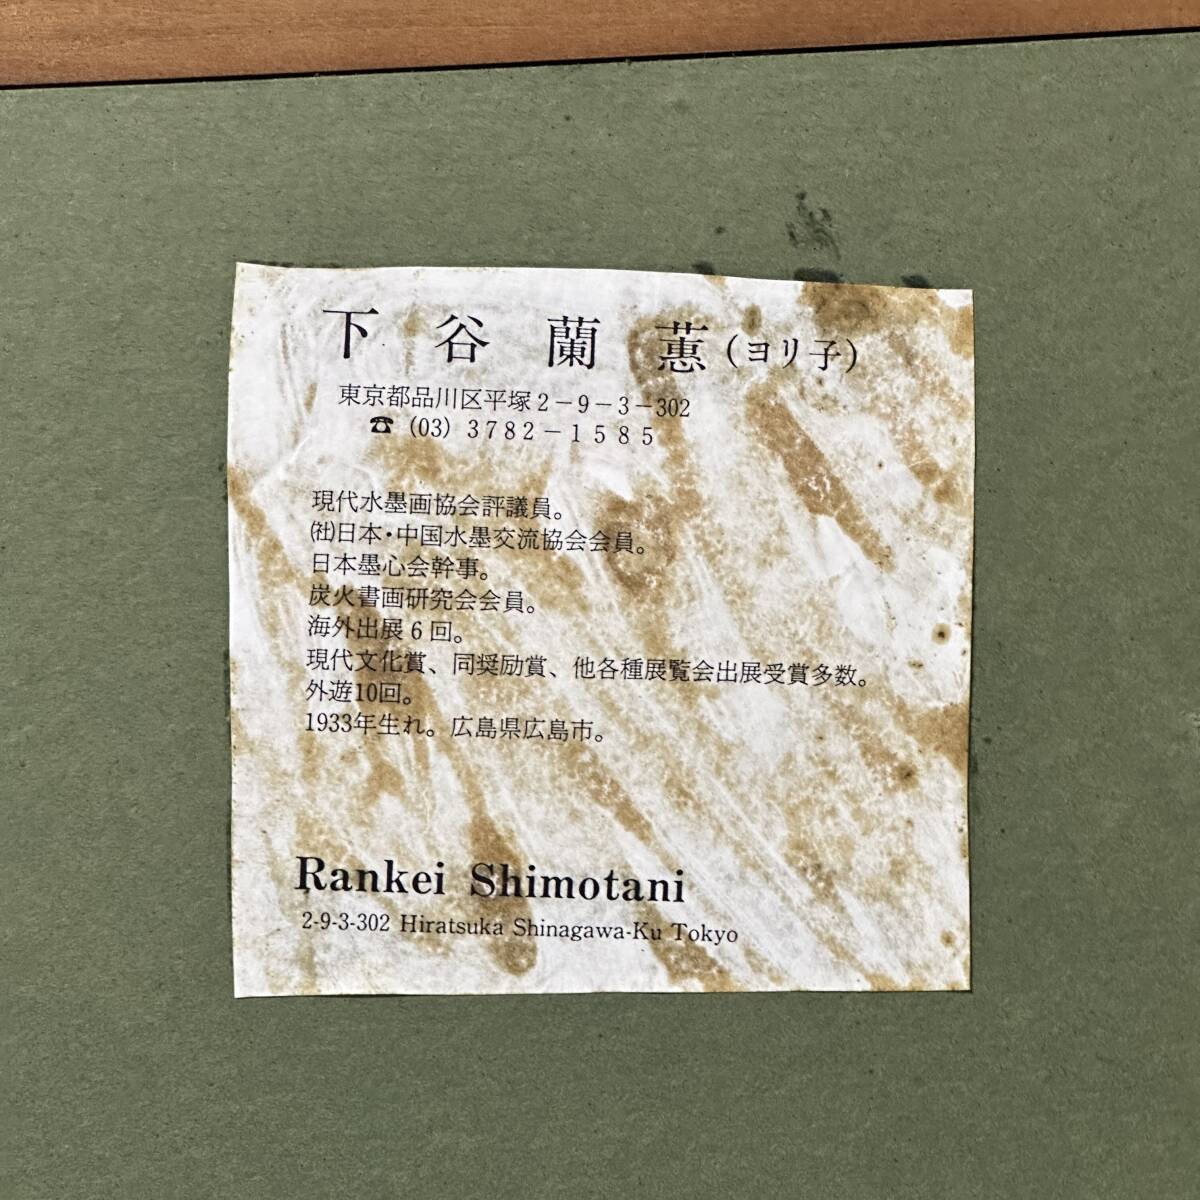 下谷蘭蕙(ヨリ子)
東京都品川区平塚2-9-3-302
☎ (03) 3782-1585
現代水墨画協会評議員。
㈳日本・中国水墨交流協会会員。
日本墨心会幹事。
炭火書画研究会会員。
海外出展6回。
現代文化賞、同奨励賞、他各種展覧会出展受賞多数。
外遊10回。
1933年生れ。広島県広島市。
Rankei Shimotani
2-9-3-302 Hiratsuka Shinagawa-Ku Tokyo